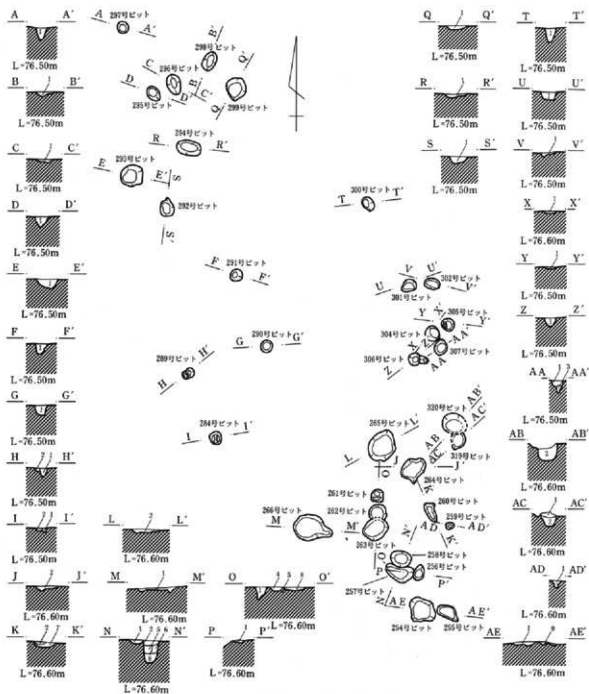 A A'
L=76.50m
B B'
L=76.50m
C C'
L=76.50m
D D'
L=76.50m
E E'
L=76.50m
F F'
L=76.50m
G G'
L=76.50m
H H'
L=76.50m
I I'
L=76.50m
J J'
L=76.60m
K K'
L=76.60m
L L'
L=76.60m
M M'
L=76.60m
N N'
L=76.60m
O O'
L=76.60m
P P'
L=76.60m
Q Q'
L=76.50m
R R'
L=76.50m
S S'
L=76.50m
T T'
L=76.50m
U U'
L=76.50m
V V'
L=76.50m
X X'
L=76.60m
Y Y'
L=76.50m
Z Z'
L=76.50m
AA AA'
L=76.50m
AB AB'
L=76.60m
AC AC'
L=76.60m
AD AD'
L=76.60m
AE AE'
L=76.60m
297号ピット
298号ピット
296号ピット
295号ピット
299号ピット
294号ピット
293号ピット
292号ピット
300号ピット
291号ピット
302号ピット
301号ピット
305号ピット
304号ピット
307号ピット
306号ピット
290号ピット
289号ピット
284号ピット
320号ピット
319号ピット
265号ピット
264号ピット
261号ピット
262号ピット
260号ピット
259号ピット
266号ピット
263号ピット
258号ピット
256号ピット
257号ピット
254号ピット
255号ピット